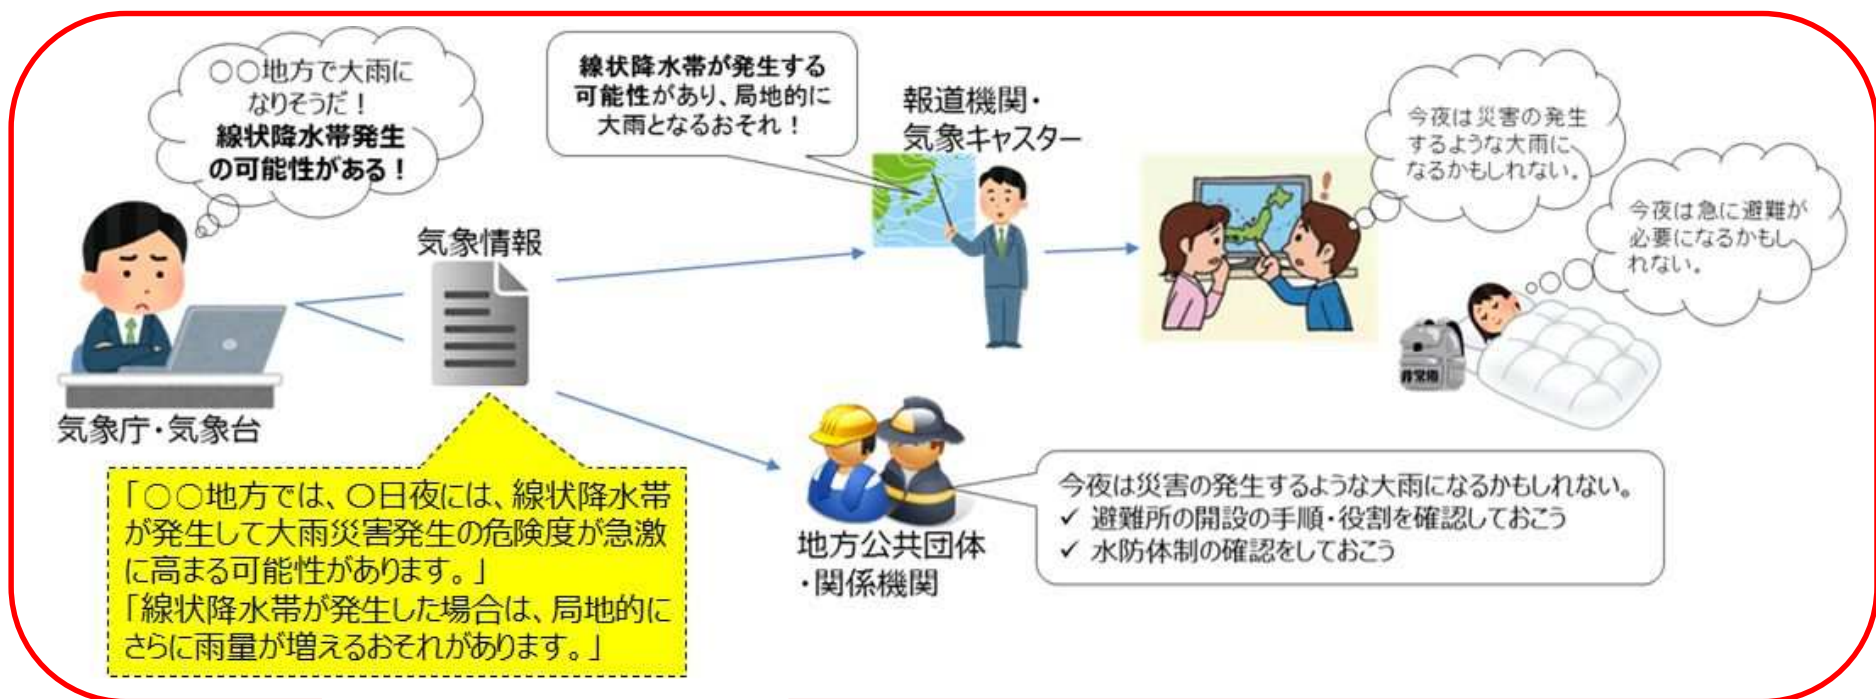 ○○地方で大雨に
なりそうだ！
線状降水帯発生
の可能性がある！
気象庁・気象台
気象情報
「○○地方では、○日夜には、線状降水帯
が発生して大雨災害発生の危険度が急激
に高まる可能性があります。」
「線状降水帯が発生した場合は、局地的に
さらに雨量が増えるおそれがあります。」
線状降水帯が発生する
可能性があり、局地的に
大雨となるおそれ！
報道機関・
気象キャスター
今夜は災害の発生
するような大雨に
なるかもしれない。
今夜は急に避難が
必要になるかもし
れない。
非常用
地方公共団体
・関係機関
今夜は災害の発生するような大雨になるかもしれない。
✓ 避難所の開設の手順・役割を確認しておこう
✓ 水防体制の確認をしておこう